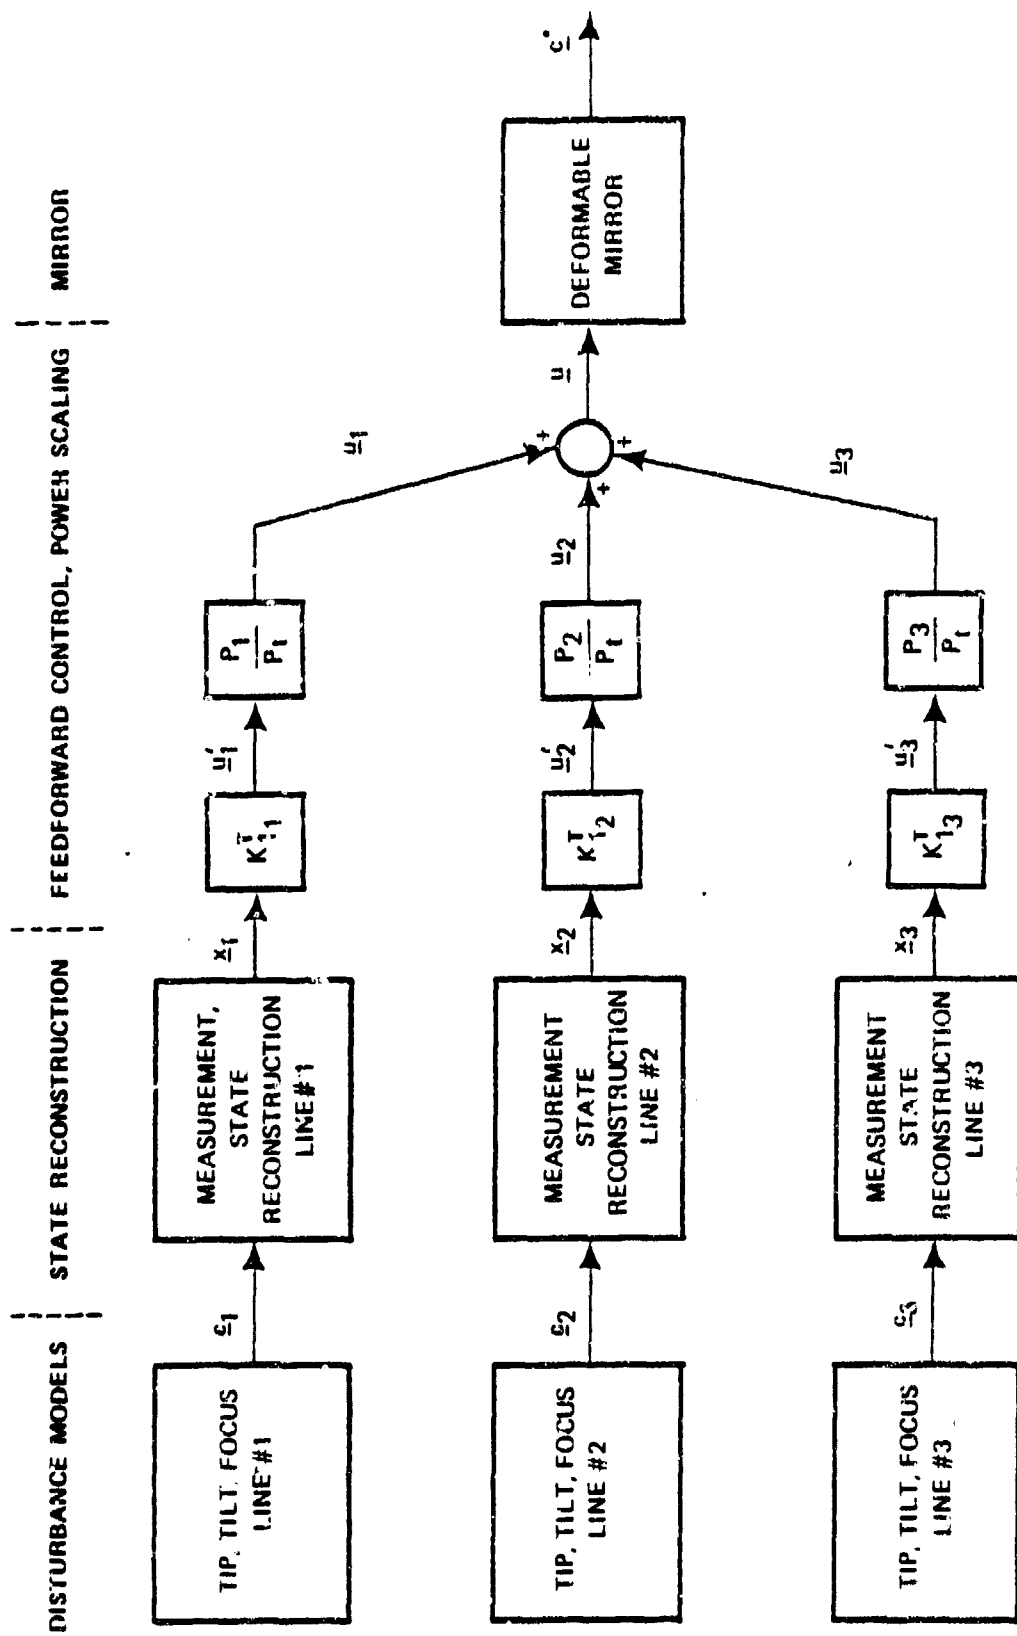 DISTURBANCE MODELS
STATE RECONSTRUCTION
FEEDFORWARD CONTROL, POWER SCALING
MIRROR
TIP, TILT, FOCUS
LINE #1
c1
MEASUREMENT,
STATE
RECONSTRUCTION
LINE #1
x1
K^T_1_1
u'1
P1
Pt
u1
TIP, TILT, FOCUS
LINE #2
c2
MEASUREMENT
STATE
RECONSTRUCTION
LINE #2
x2
K^T_1_2
u'2
P2
Pt
u2
+
+
+
u
DEFORMABLE
MIRROR
c*
TIP, TILT, FOCUS
LINE #3
c3
MEASUREMENT
STATE
RECONSTRUCTION
LINE #3
x3
K^T_1_3
u'3
P3
Pt
u3